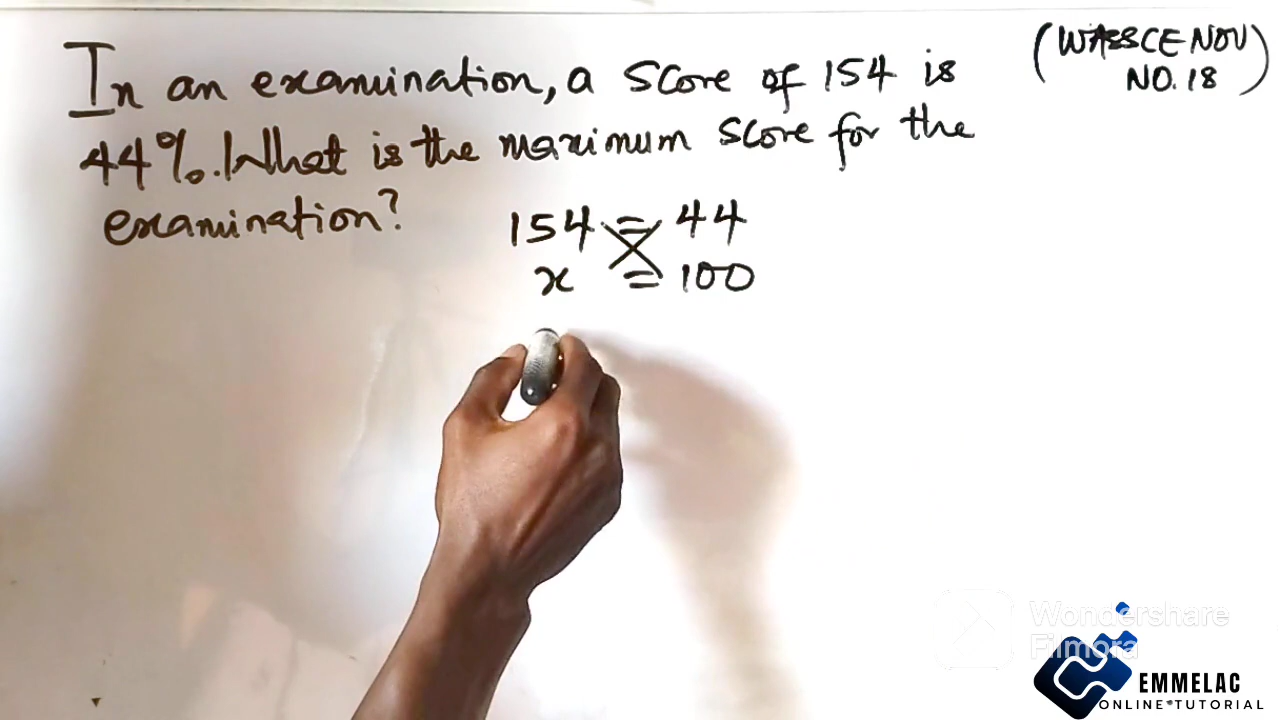 In an examination, a score of 154 is
44%. What is the maximum score for the
examination?
(WASSCE NOV
NO. 18)
154 = 44
x = 100
Wondershare
Filmora
EMMELAC
ONLINE TUTORIAL